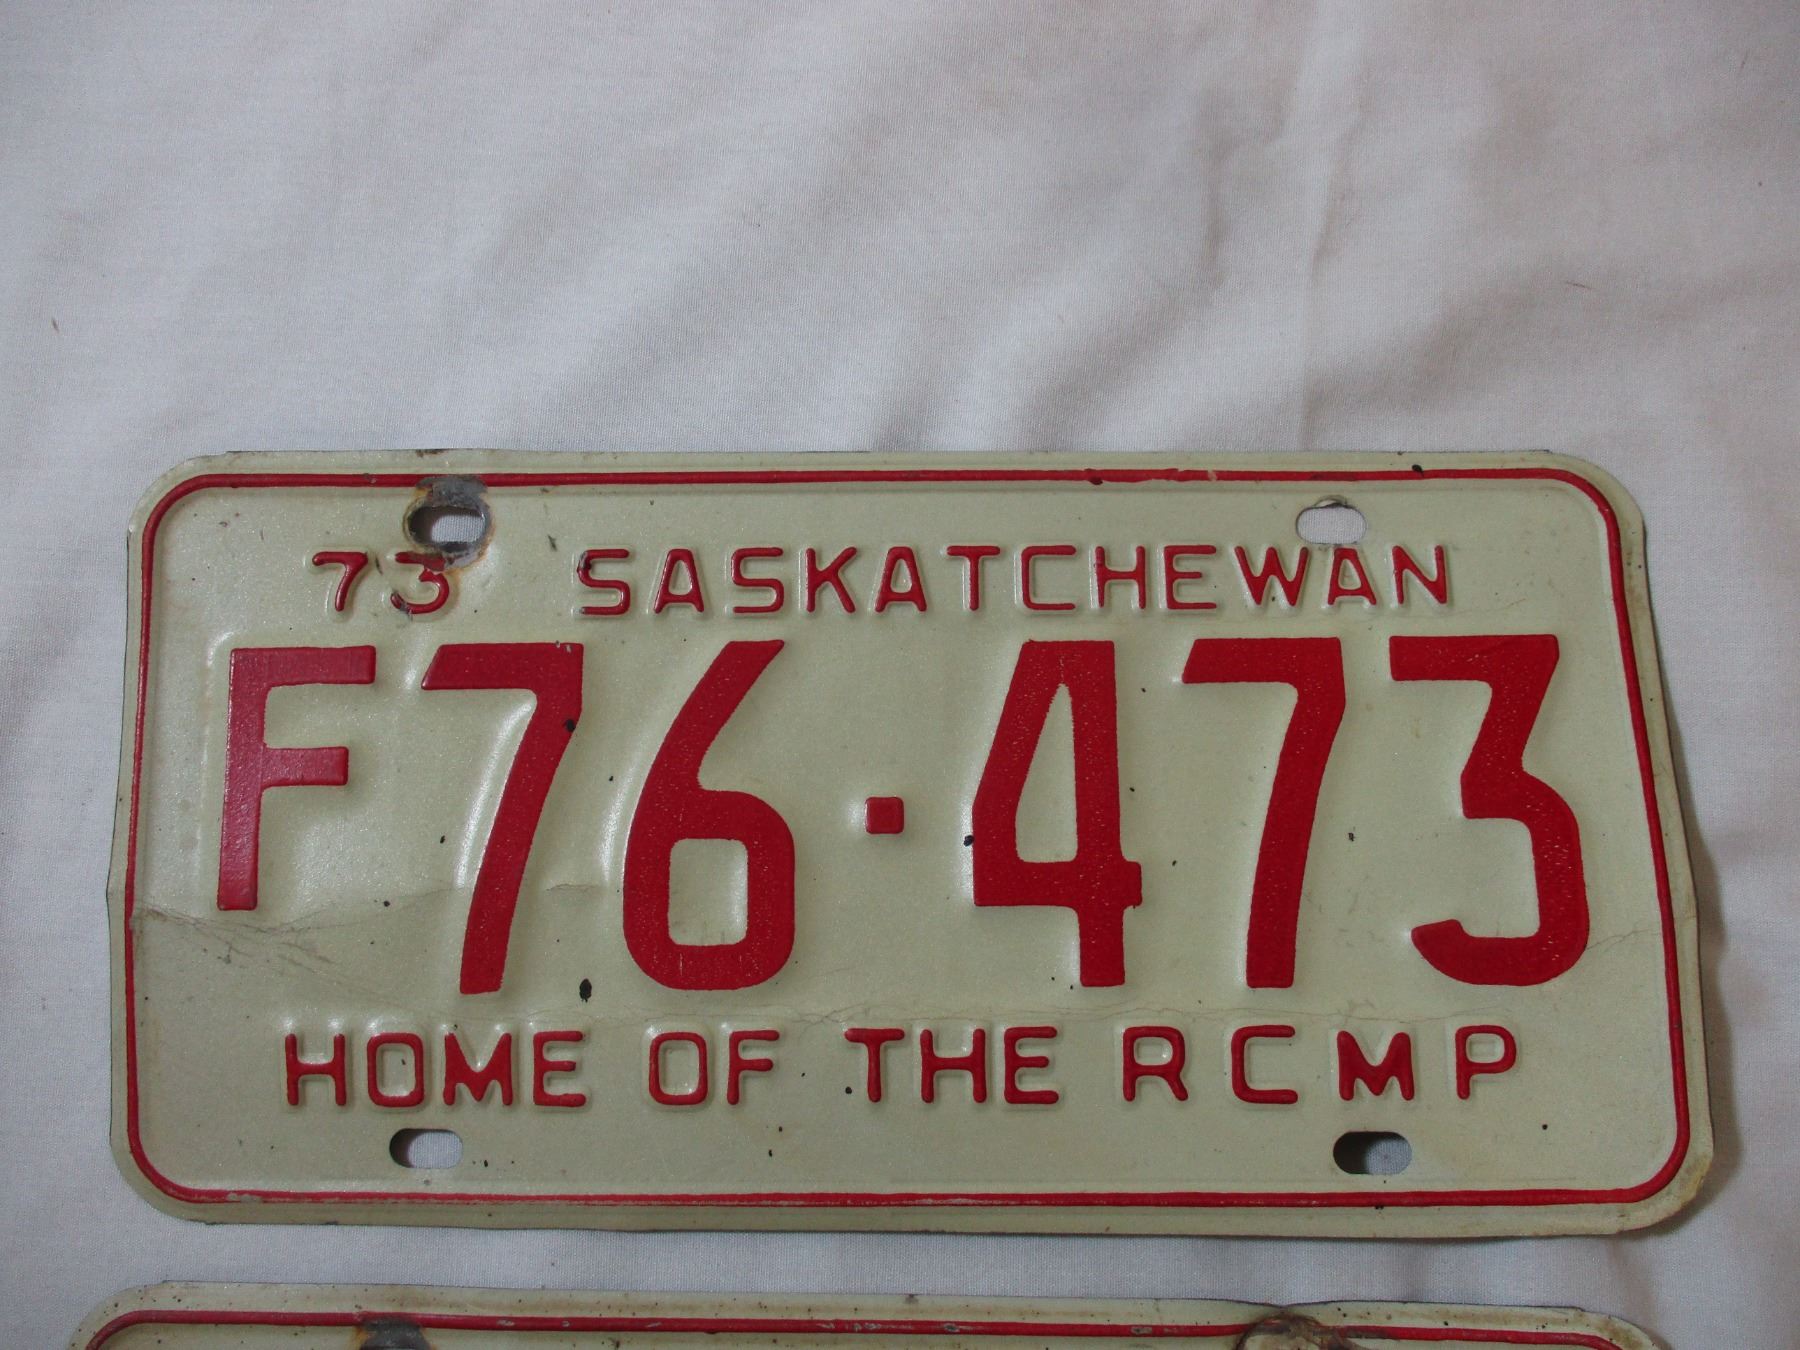 73 SASKATCHEWAN
F76·473
HOME OF THE RCMP